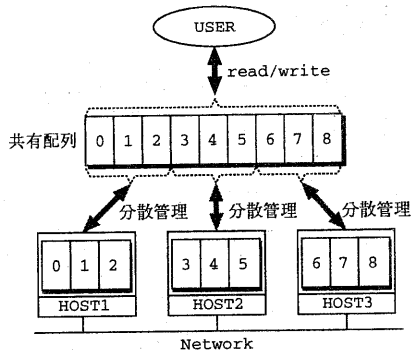 USER
read/write
共有配列 0 1 2 3 4 5 6 7 8
分散管理 分散管理 分散管理
0 1 2 3 4 5 6 7 8
HOST1 HOST2 HOST3
Network